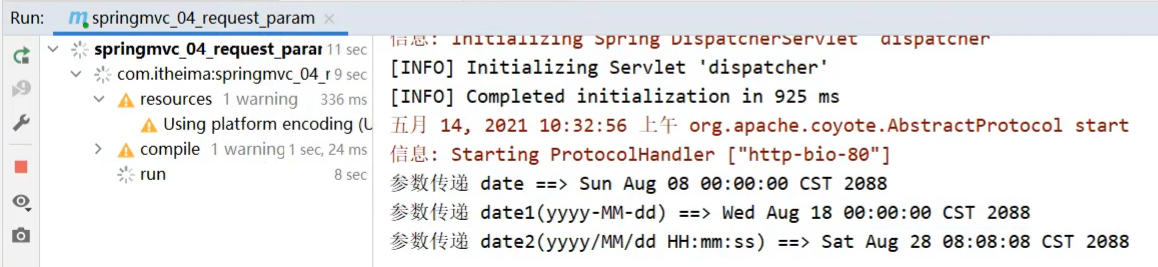 Run: springmvc_04_request_param
springmvc_04_request_parar 11 sec
com.itheima:springmvc_04_r 9 sec
resources 1 warning 336 ms
Using platform encoding (U
compile 1 warning 1 sec, 24 ms
run 8 sec
信息: Initializing Spring DispatcherServlet 'dispatcher'
[INFO] Initializing Servlet 'dispatcher'
[INFO] Completed initialization in 925 ms
五月 14, 2021 10:32:56 上午 org.apache.coyote.AbstractProtocol start
信息: Starting ProtocolHandler ["http-bio-80"]
参数传递 date ==> Sun Aug 08 00:00:00 CST 2088
参数传递 date1(yyyy-MM-dd) ==> Wed Aug 18 00:00:00 CST 2088
参数传递 date2(yyyy/MM/dd HH:mm:ss) ==> Sat Aug 28 08:08:08 CST 2088